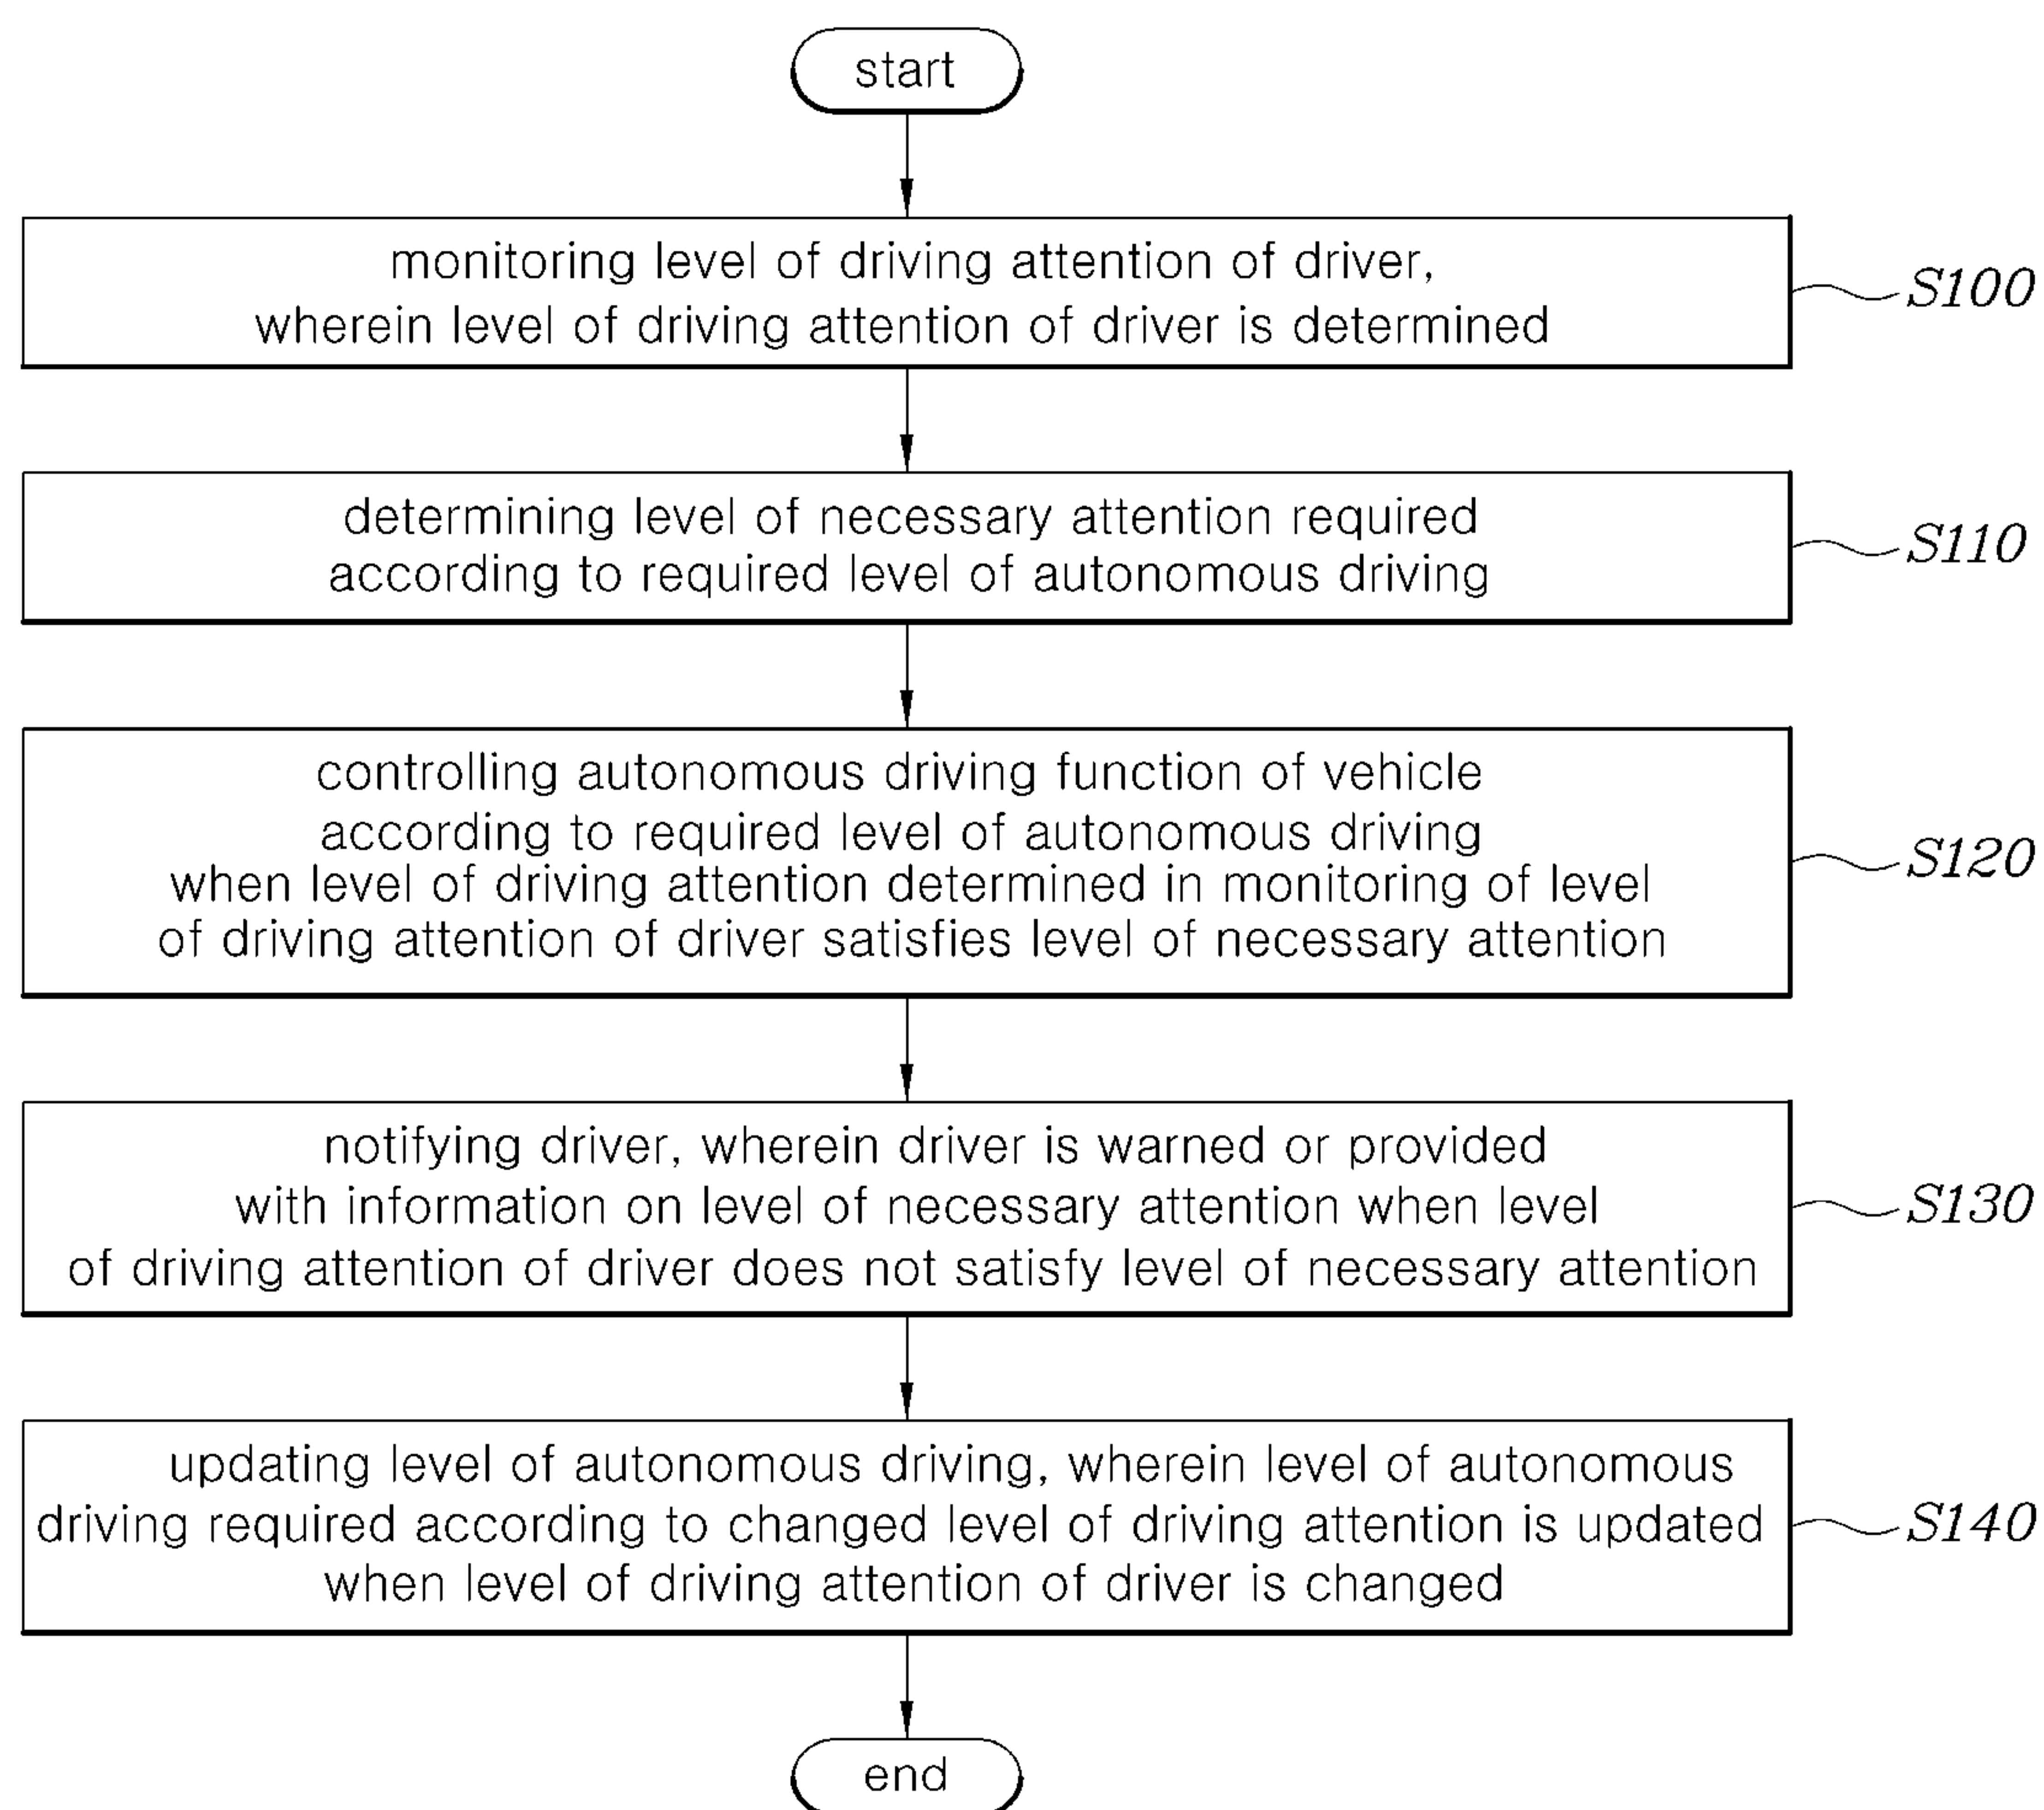 start
monitoring level of driving attention of driver,
wherein level of driving attention of driver is determined
S100
determining level of necessary attention required
according to required level of autonomous driving
S110
controlling autonomous driving function of vehicle
according to required level of autonomous driving
when level of driving attention determined in monitoring of level
of driving attention of driver satisfies level of necessary attention
S120
notifying driver, wherein driver is warned or provided
with information on level of necessary attention when level
of driving attention of driver does not satisfy level of necessary attention
S130
updating level of autonomous driving, wherein level of autonomous
driving required according to changed level of driving attention is updated
when level of driving attention of driver is changed
S140
end